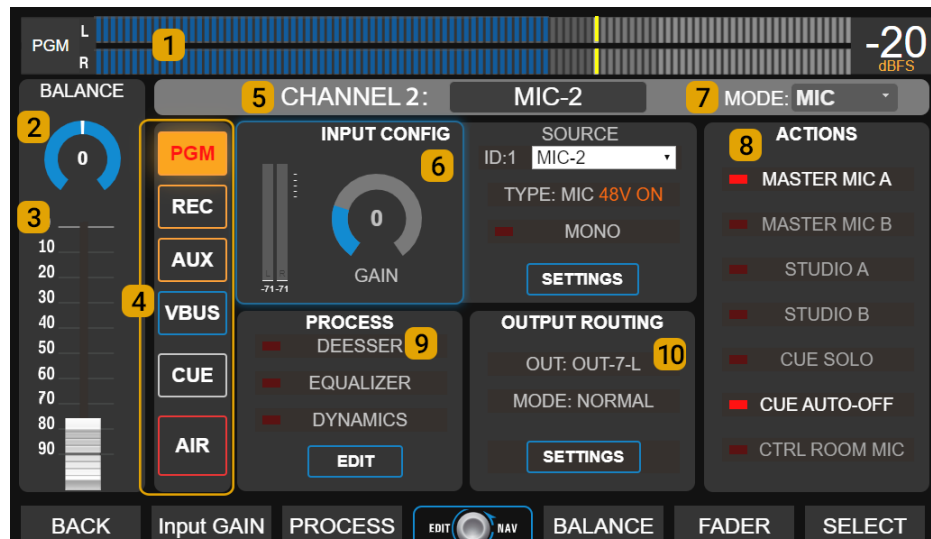 PGM
L
R
1
-20
dBFS
BALANCE
2
0
3
10
20
30
40
50
60
70
80
90
4
PGM
REC
AUX
VBUS
CUE
AIR
5 CHANNEL 2: MIC-2
7 MODE: MIC
INPUT CONFIG
6
0
GAIN
L R
-71 -71
SOURCE
ID:1 MIC-2
TYPE: MIC 48V ON
MONO
SETTINGS
8 ACTIONS
MASTER MIC A
MASTER MIC B
STUDIO A
STUDIO B
CUE SOLO
CUE AUTO-OFF
CTRL ROOM MIC
PROCESS
DEESSER 9
EQUALIZER
DYNAMICS
EDIT
OUTPUT ROUTING
OUT: OUT-7-L 10
MODE: NORMAL
SETTINGS
BACK Input GAIN PROCESS EDIT NAV BALANCE FADER SELECT